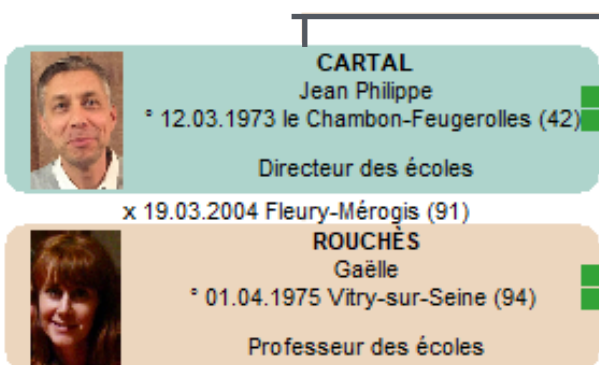 CARTAL
Jean Philippe
° 12.03.1973 le Chambon-Feugerolles (42)
Directeur des écoles
x 19.03.2004 Fleury-Mérogis (91)
ROUCHÈS
Gaëlle
° 01.04.1975 Vitry-sur-Seine (94)
Professeur des écoles